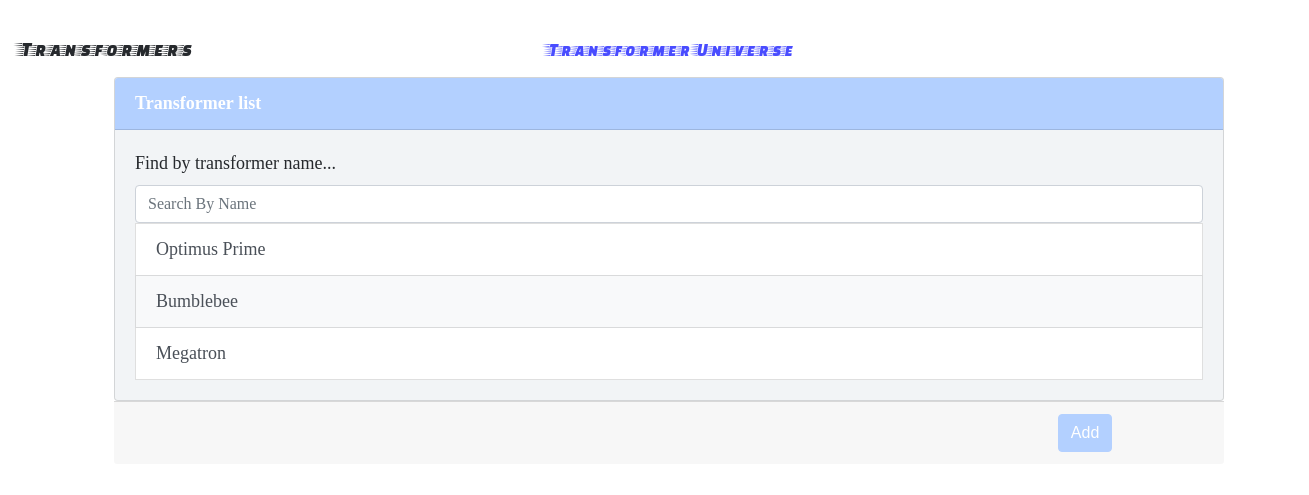 Transformers
Transformer Universe
Transformer list
Find by transformer name...
Search By Name
Optimus Prime
Bumblebee
Megatron
Add